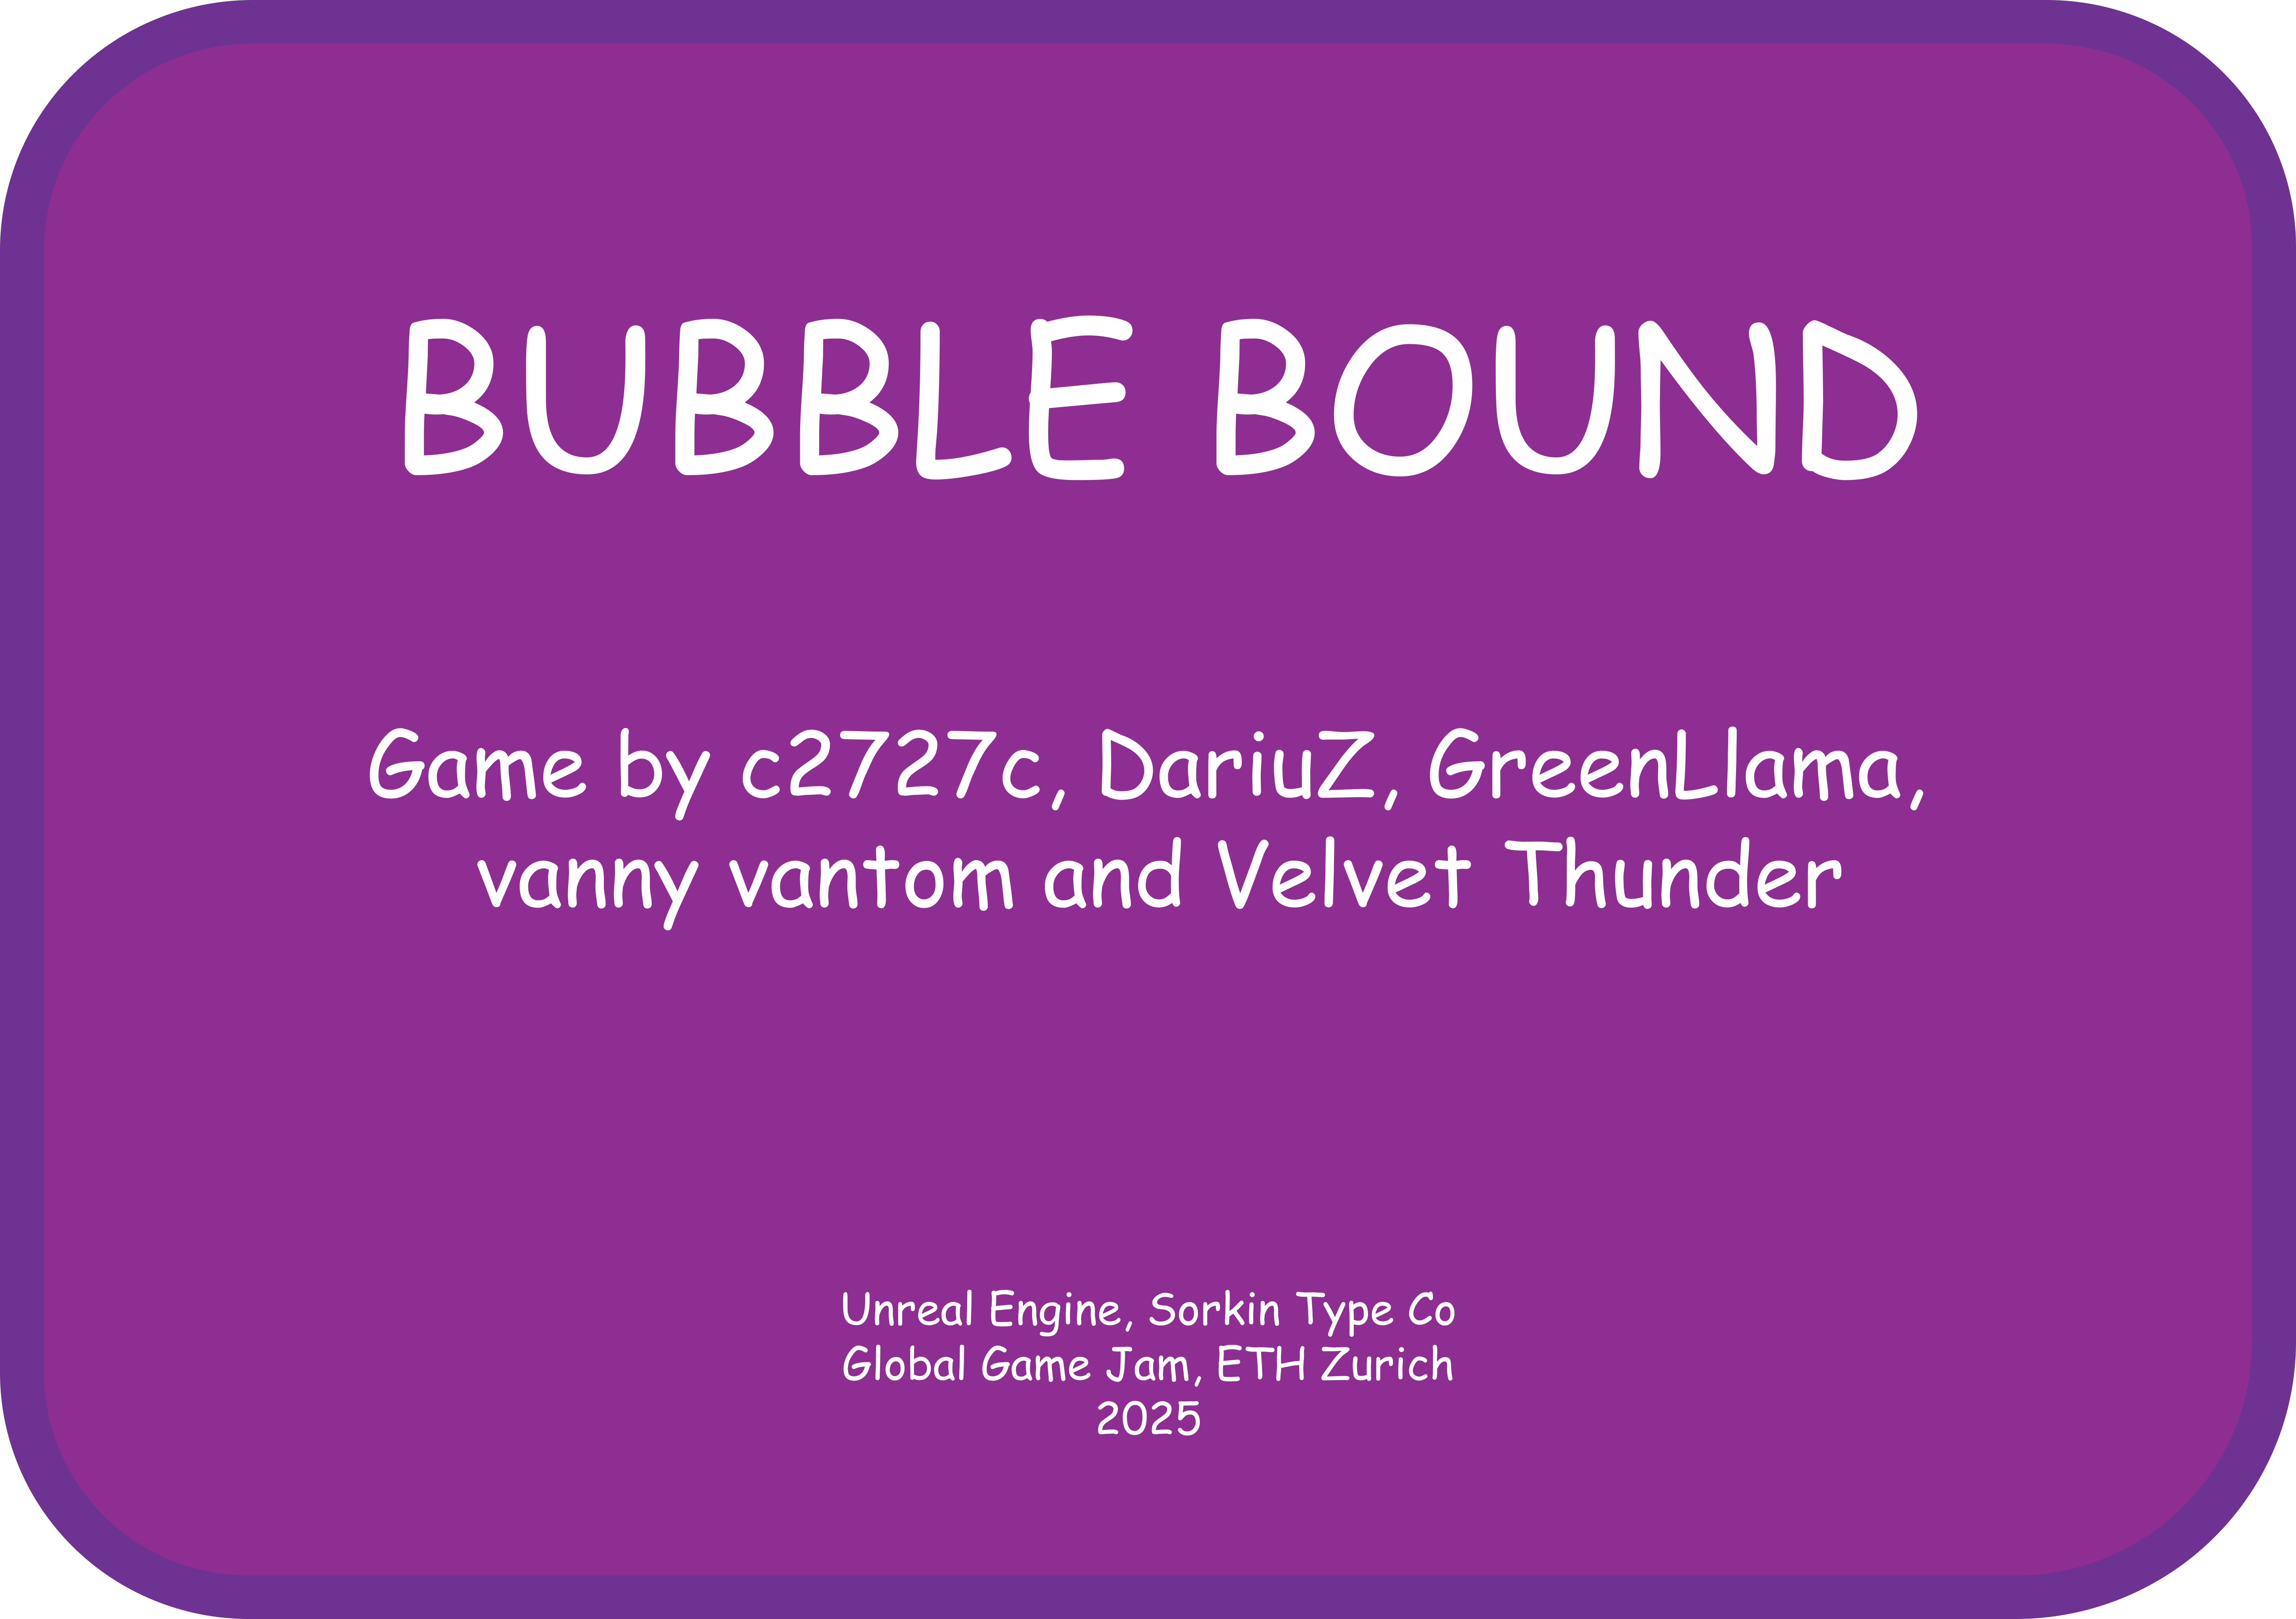 BUBBLE BOUND
Game by c2727c, DariuZ, GreenLlama,
vanny vantom and Velvet Thunder
Unreal Engine, Sorkin Type Co
Global Game Jam, ETH Zurich
2025